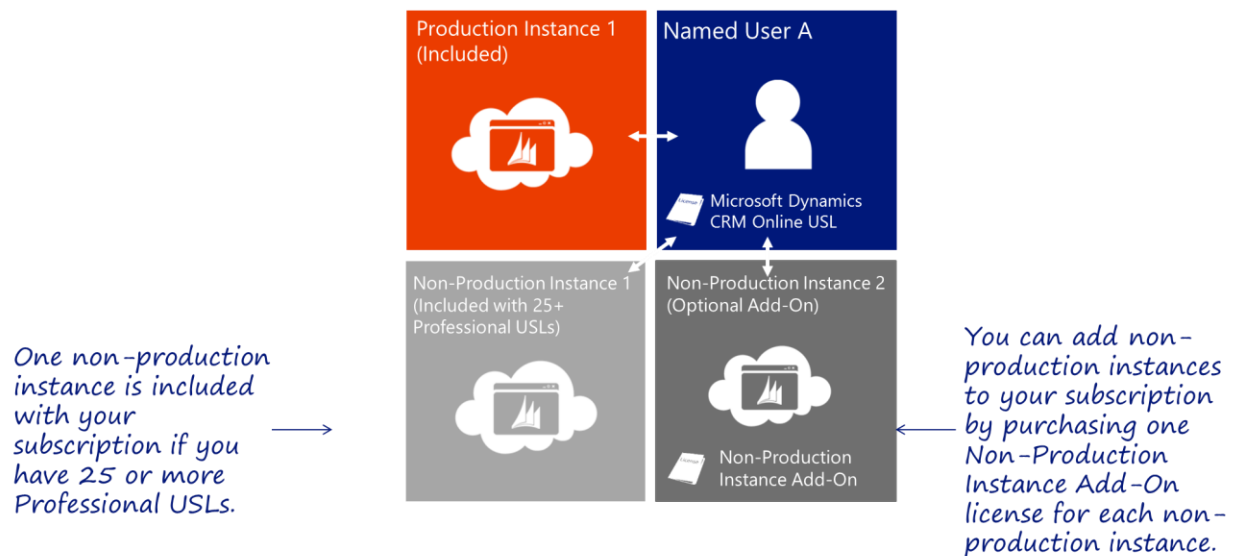 Production Instance 1
(Included)
Named User A
License
Microsoft Dynamics
CRM Online USL
Non-Production Instance 1
(Included with 25+
Professional USLs)
Non-Production Instance 2
(Optional Add-On)
License
Non-Production
Instance Add-On
One non-production
instance is included
with your
subscription if you
have 25 or more
Professional USLs.
You can add non-
production instances
to your subscription
by purchasing one
Non-Production
Instance Add-On
license for each non-
production instance.